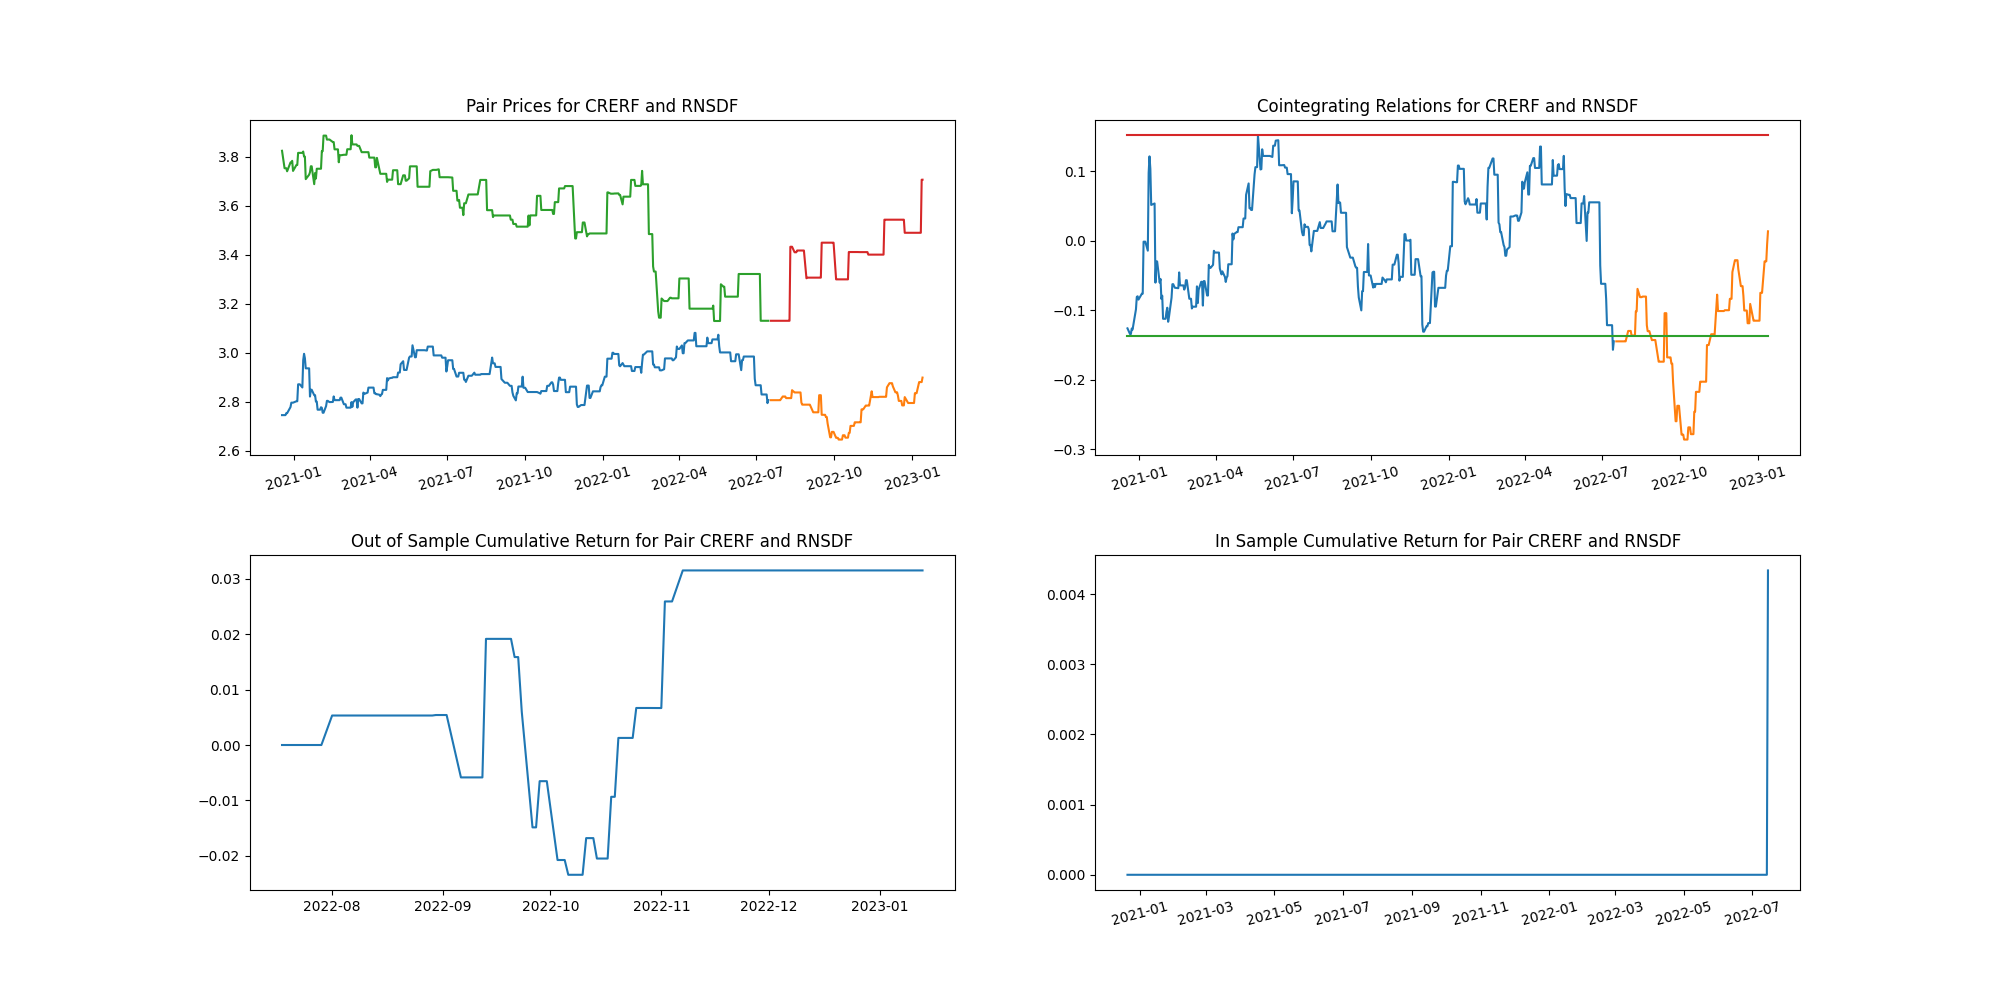 Pair Prices for CRERF and RNSDF
3.8
3.6
3.4
3.2
3.0
2.8
2.6
2021-01 2021-04 2021-07 2021-10 2022-01 2022-04 2022-07 2022-10 2023-01
Cointegrating Relations for CRERF and RNSDF
0.1
0.0
−0.1
−0.2
−0.3
2021-01 2021-04 2021-07 2021-10 2022-01 2022-04 2022-07 2022-10 2023-01
Out of Sample Cumulative Return for Pair CRERF and RNSDF
0.03
0.02
0.01
0.00
−0.01
−0.02
2022-08 2022-09 2022-10 2022-11 2022-12 2023-01
In Sample Cumulative Return for Pair CRERF and RNSDF
0.004
0.003
0.002
0.001
0.000
2021-01 2021-03 2021-05 2021-07 2021-09 2021-11 2022-01 2022-03 2022-05 2022-07